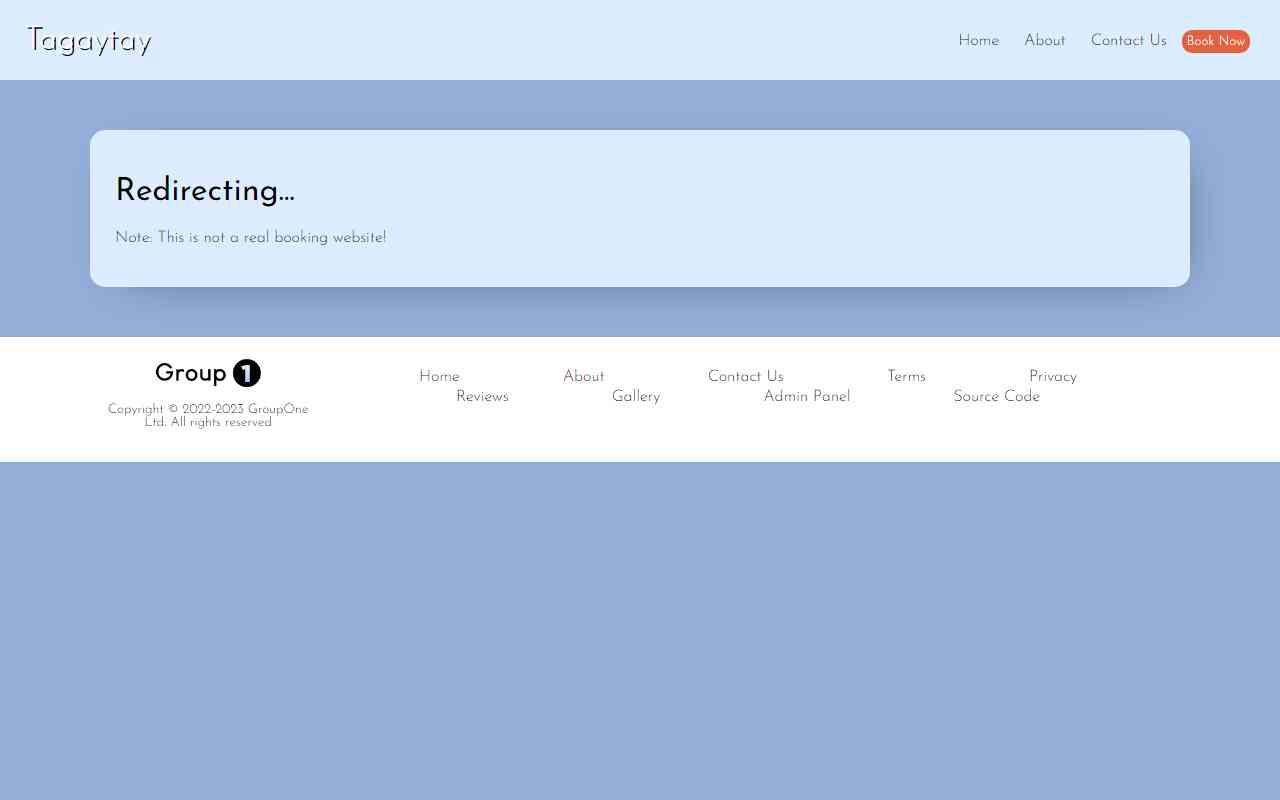 Tagaytay
Home About Contact Us Book Now
Redirecting...
Note: This is not a real booking website!
Group 1
Copyright © 2022-2023 GroupOne
Ltd. All rights reserved
Home About Contact Us Terms Privacy
Reviews Gallery Admin Panel Source Code